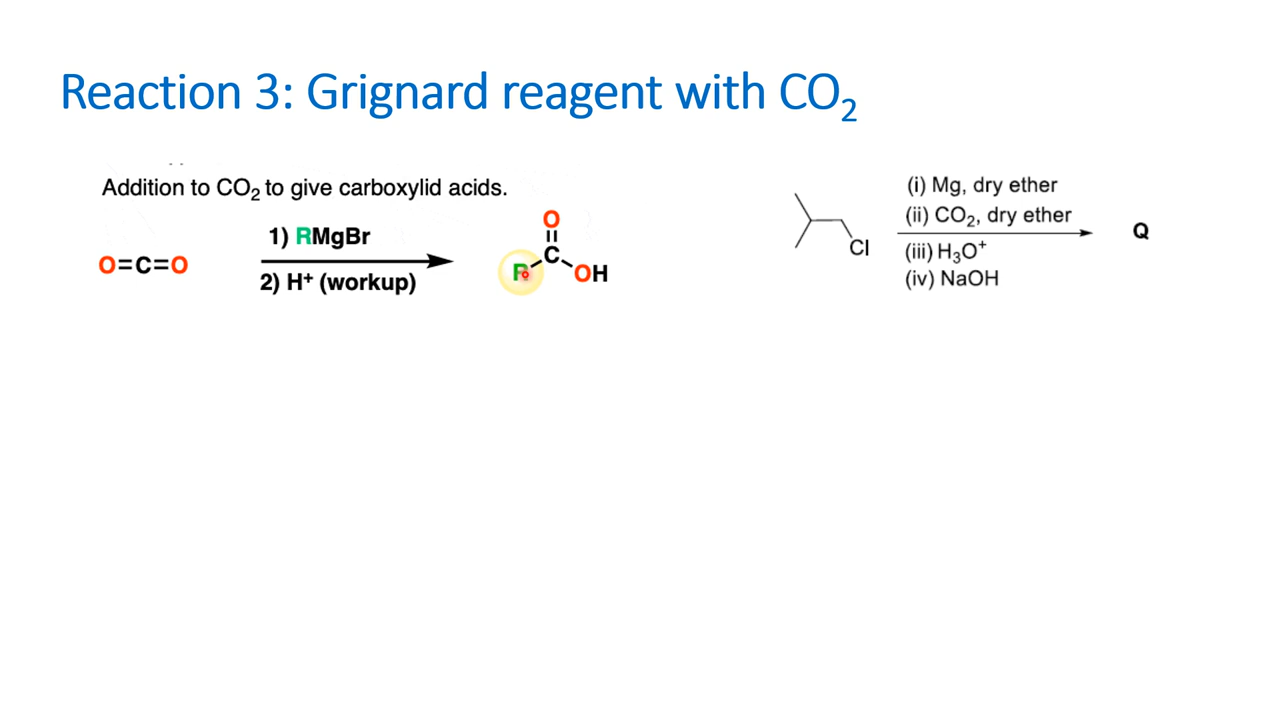 Reaction 3: Grignard reagent with CO₂
Addition to CO₂ to give carboxylid acids.
O=C=O
1) RMgBr
2) H⁺ (workup)
O
C
R
OH
Cl
(i) Mg, dry ether
(ii) CO₂, dry ether
(iii) H₃O⁺
(iv) NaOH
Q